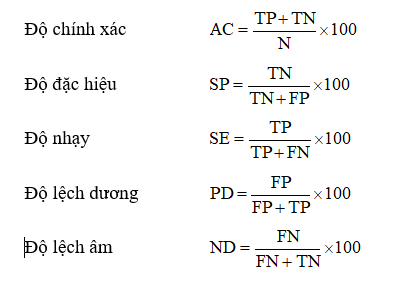 Độ chính xác AC = (TP + TN) / N × 100
Độ đặc hiệu SP = TN / (TN + FP) × 100
Độ nhạy SE = TP / (TP + FN) × 100
Độ lệch dương PD = FP / (FP + TP) × 100
Độ lệch âm ND = FN / (FN + TN) × 100